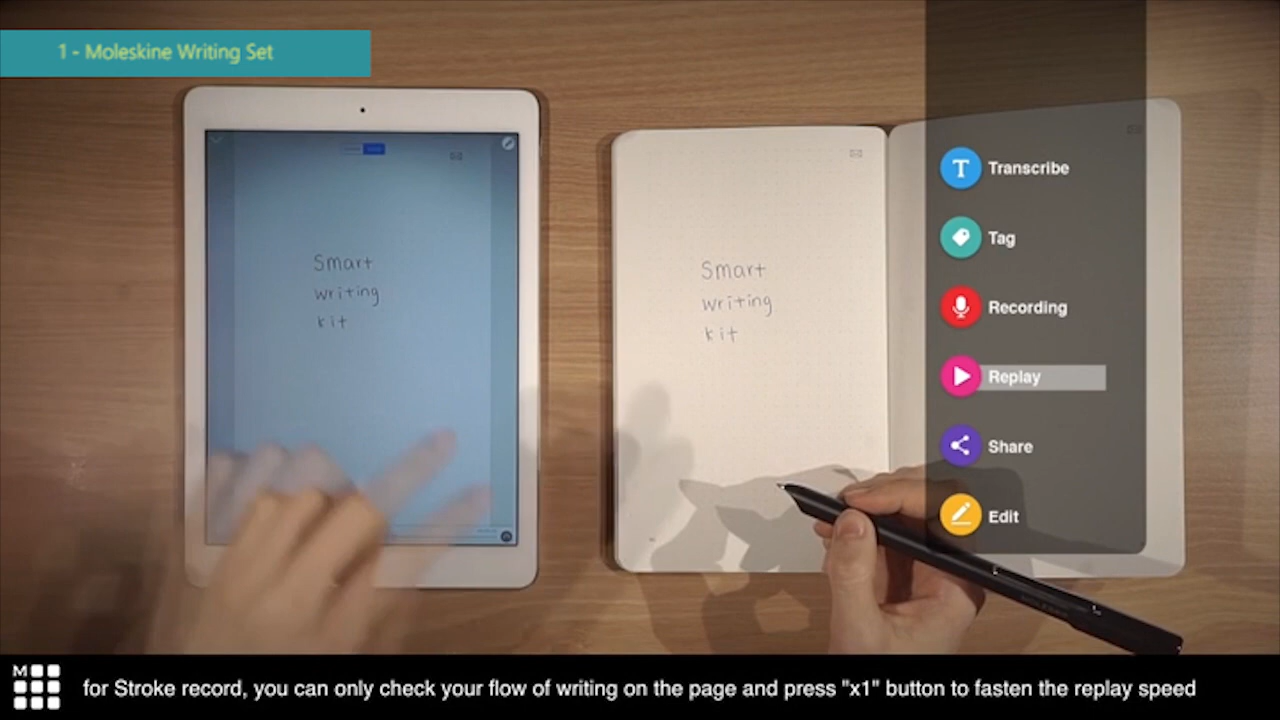 1 - Moleskine Writing Set
Smart
writing
kit
Smart
writing
kit
Transcribe
Tag
Recording
Replay
Share
Edit
M
for Stroke record, you can only check your flow of writing on the page and press "x1" button to fasten the replay speed